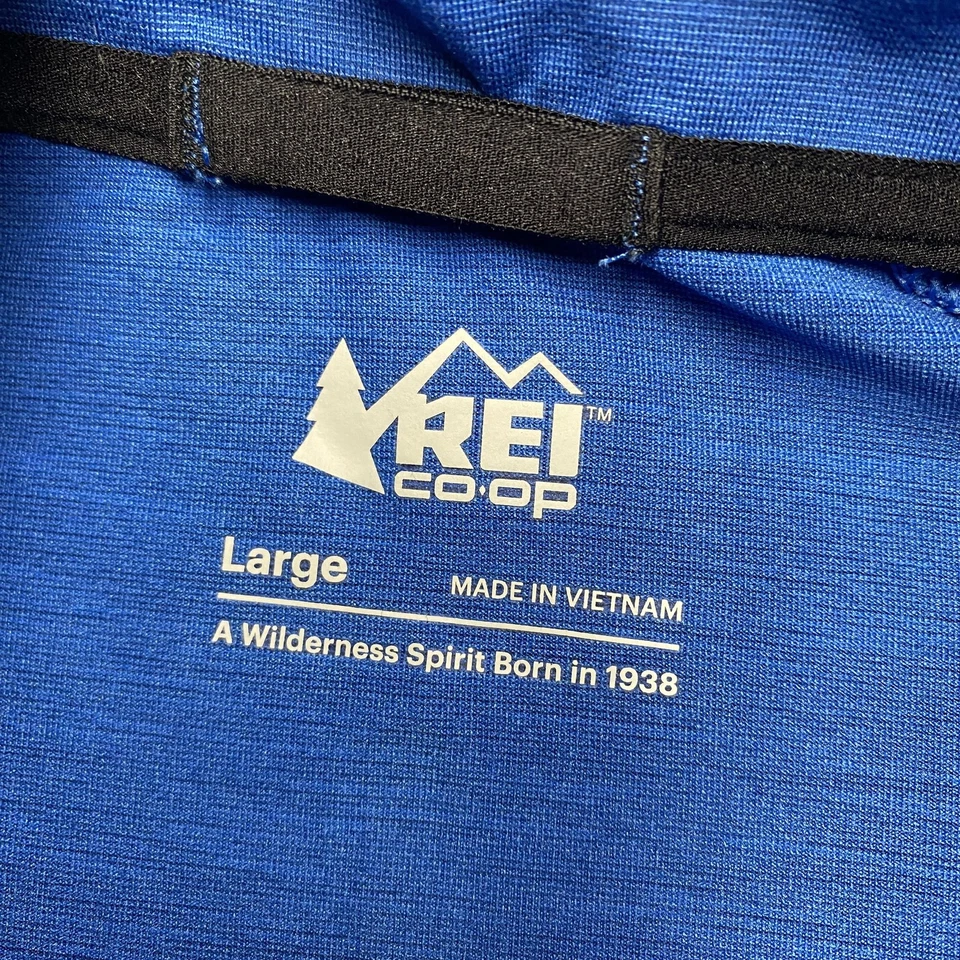 REI™
co·op
Large
MADE IN VIETNAM
A Wilderness Spirit Born in 1938